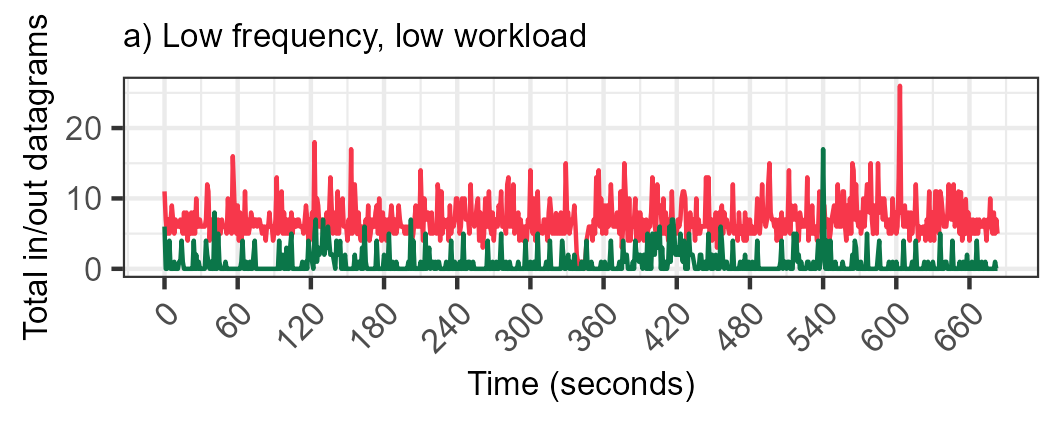 a) Low frequency, low workload
Total in/out datagrams
20
10
0
0 60 120 180 240 300 360 420 480 540 600 660
Time (seconds)